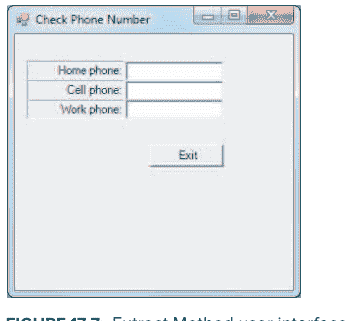 Check Phone Number
Home phone:
Cell phone:
Work phone:
Exit
FIGURE 17.7 Extract Method user interface